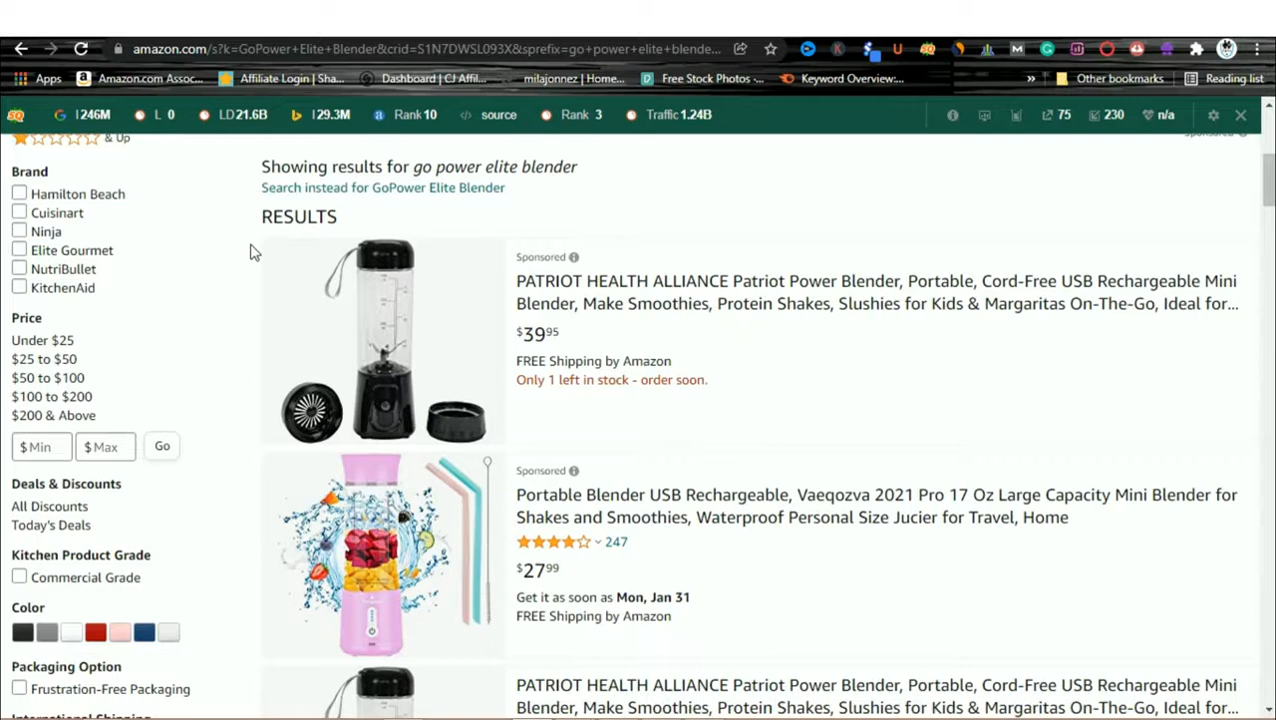 amazon.com/s?k=GoPower+Elite+Blender&crid=S1N7DWSL093X&sprefix=go+power+elite+blende...
Apps
Amazon.com Assoc...
Affiliate Login | Sha...
Dashboard | CJ Affil...
milajonnez | Home...
Free Stock Photos -...
Keyword Overview:...
»
Other bookmarks
Reading list
I 246M
L 0
LD 21.6B
I 29.3M
Rank 10
source
Rank 3
Traffic 1.24B
75
230
n/a
& Up
Sponsored
Showing results for go power elite blender
Search instead for GoPower Elite Blender
RESULTS
Brand
Hamilton Beach
Cuisinart
Ninja
Elite Gourmet
NutriBullet
KitchenAid
Price
Under $25
$25 to $50
$50 to $100
$100 to $200
$200 & Above
$ Min
$ Max
Go
Deals & Discounts
All Discounts
Today's Deals
Kitchen Product Grade
Commercial Grade
Color
Packaging Option
Frustration-Free Packaging
Sponsored
PATRIOT HEALTH ALLIANCE Patriot Power Blender, Portable, Cord-Free USB Rechargeable Mini
Blender, Make Smoothies, Protein Shakes, Slushies for Kids & Margaritas On-The-Go, Ideal for...
$39 95
FREE Shipping by Amazon
Only 1 left in stock - order soon.
Sponsored
Portable Blender USB Rechargeable, Vaeqozva 2021 Pro 17 Oz Large Capacity Mini Blender for
Shakes and Smoothies, Waterproof Personal Size Jucier for Travel, Home
247
$27 99
Get it as soon as Mon, Jan 31
FREE Shipping by Amazon
PATRIOT HEALTH ALLIANCE Patriot Power Blender, Portable, Cord-Free USB Rechargeable Mini
Blender, Make Smoothies, Protein Shakes, Slushies for Kids & Margaritas On-The-Go, Ideal for...